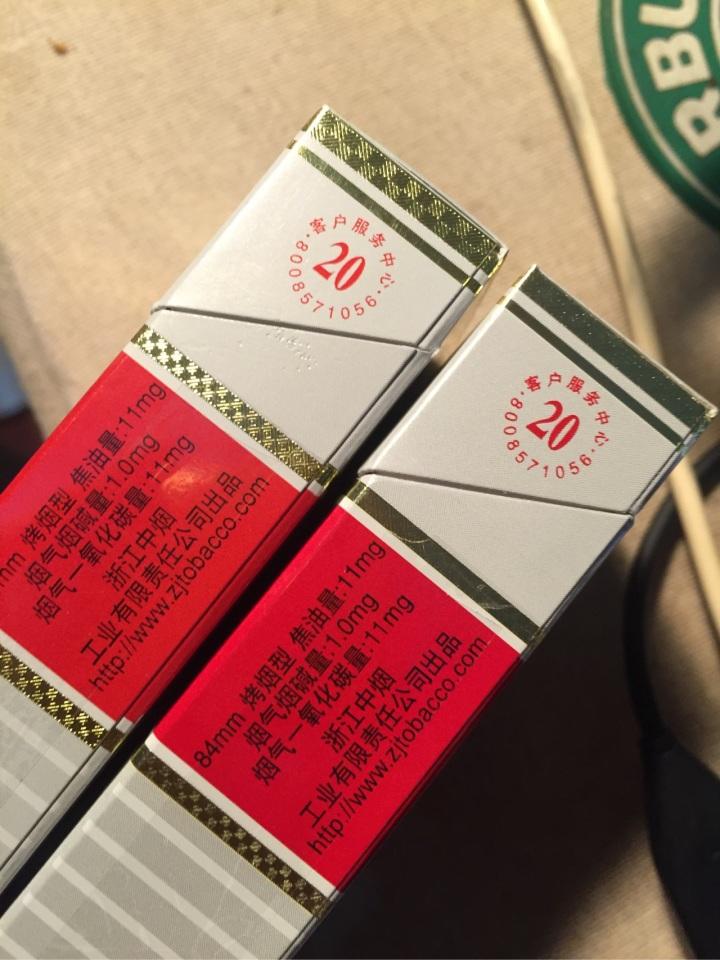 客户服务中心
20
8008571056
mm 烤烟型 焦油量:11mg
烟气烟碱量:1.0mg
烟气一氧化碳量:11mg
浙江中烟
工业有限责任公司出品
http://www.zjtobacco.com
客户服务中心
20
8008571056
84mm 烤烟型 焦油量:11mg
烟气烟碱量:1.0mg
烟气一氧化碳量:11mg
浙江中烟
工业有限责任公司出品
http://www.zjtobacco.com
RBU